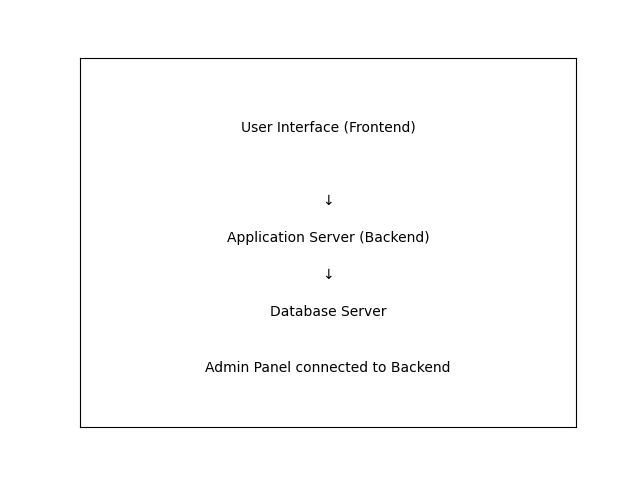 User Interface (Frontend)
↓
Application Server (Backend)
↓
Database Server
Admin Panel connected to Backend